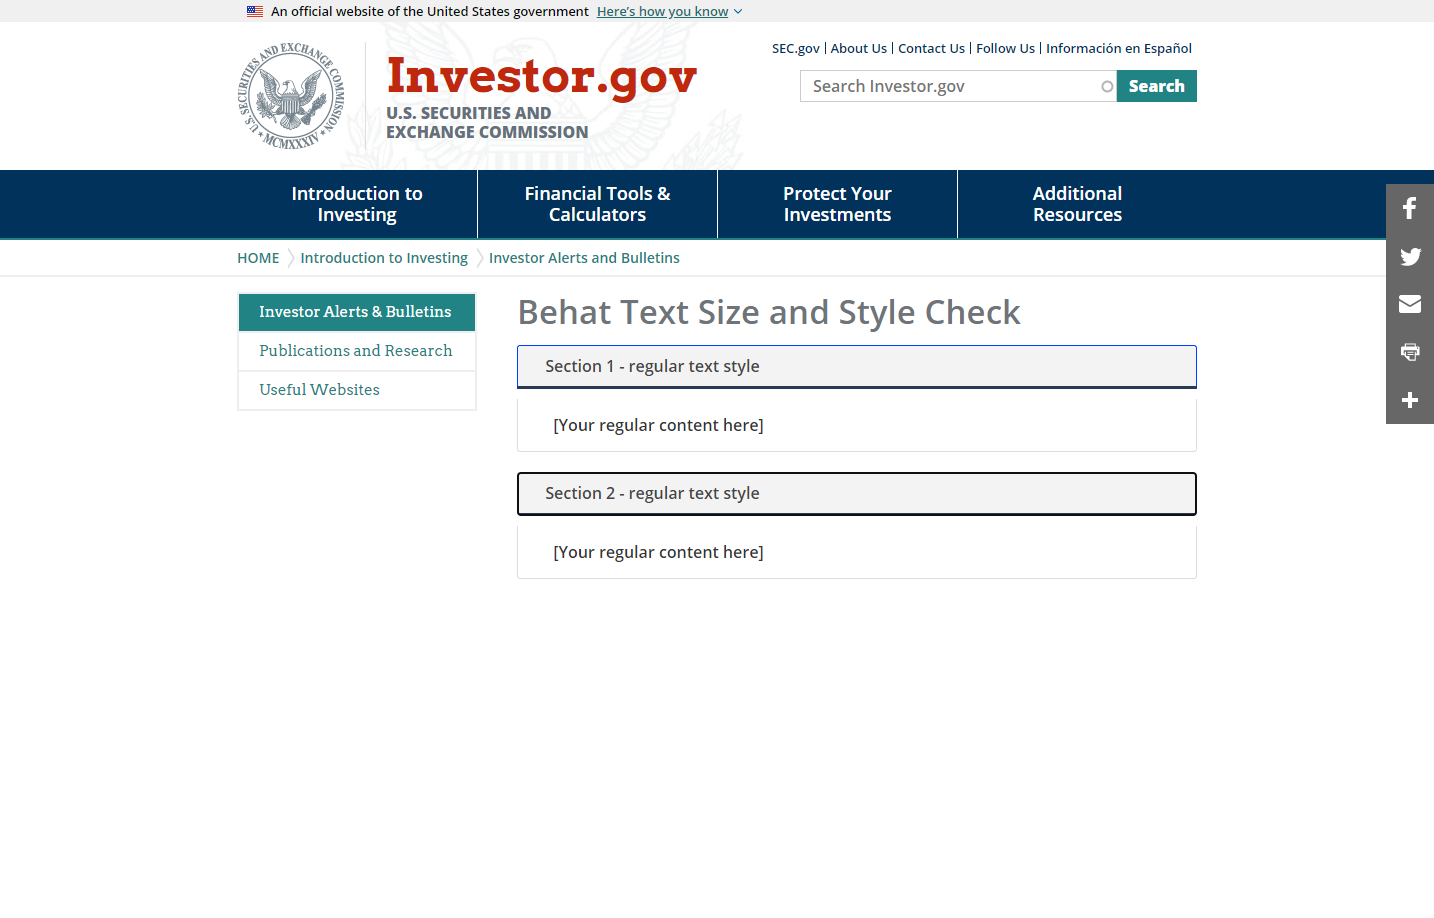 An official website of the United States government Here's how you know
SEC.gov About Us Contact Us Follow Us Información en Español
SECURITIES AND EXCHANGE COMMISSION
U.S.
MCMXXXIV
Investor.gov
U.S. SECURITIES AND
EXCHANGE COMMISSION
Search Investor.gov Search
Introduction to
Investing
Financial Tools &
Calculators
Protect Your
Investments
Additional
Resources
HOME Introduction to Investing Investor Alerts and Bulletins
Investor Alerts & Bulletins
Publications and Research
Useful Websites
Behat Text Size and Style Check
Section 1 - regular text style
[Your regular content here]
Section 2 - regular text style
[Your regular content here]